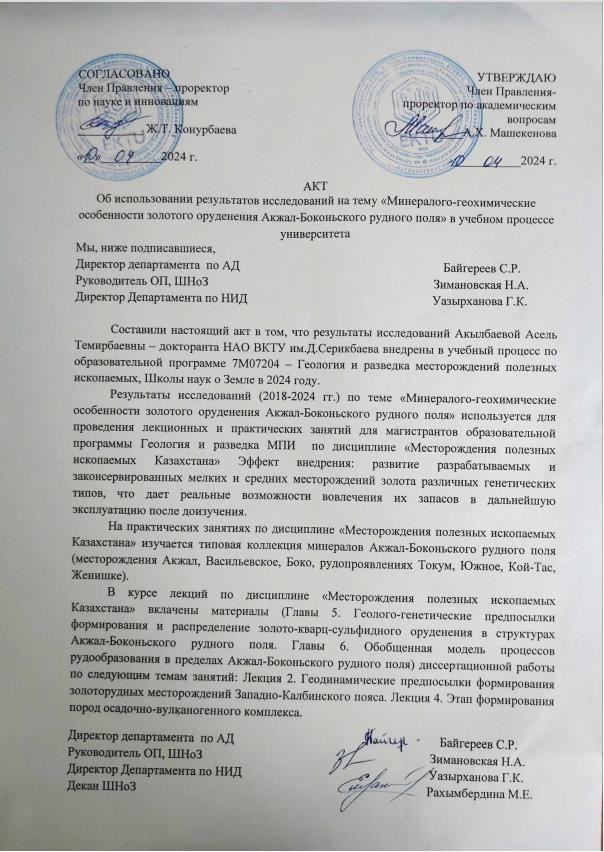 СОГЛАСОВАНО
Член Правления – проректор
по науке и инновациям
Ж.Т. Конурбаева
«10» 04 2024 г.
УТВЕРЖДАЮ
Член Правления-
проректор по академическим
вопросам
А.Х. Машекенова
10 04 2024 г.
EKTU
EKTU
АКТ
Об использовании результатов исследований на тему «Минералого-геохимические
особенности золотого оруденения Акжал-Боконьского рудного поля» в учебном процессе
университета
Мы, ниже подписавшиеся,
Директор департамента по АД Байгереев С.Р.
Руководитель ОП, ШНоЗ Зимановская Н.А.
Директор Департамента по НИД Уазырханова Г.К.
Составили настоящий акт в том, что результаты исследований Акылбаевой Асель
Темирбаевны – докторанта НАО ВКТУ им.Д.Серикбаева внедрены в учебный процесс по
образовательной программе 7М07204 – Геология и разведка месторождений полезных
ископаемых, Школы наук о Земле в 2024 году.
Результаты исследований (2018-2024 гг.) по теме «Минералого-геохимические
особенности золотого оруденения Акжал-Боконьского рудного поля» используется для
проведения лекционных и практических занятий для магистрантов образовательной
программы Геология и разведка МПИ по дисциплине «Месторождения полезных
ископаемых Казахстана» Эффект внедрения: развитие разрабатываемых и
законсервированных мелких и средних месторождений золота различных генетических
типов, что дает реальные возможности вовлечения их запасов в дальнейшую
эксплуатацию после доизучения.
На практических занятиях по дисциплине «Месторождения полезных ископаемых
Казахстана» изучается типовая коллекция минералов Акжал-Боконьского рудного поля
(месторождения Акжал, Васильевское, Боко, рудопроявлениях Токум, Южное, Кой-Тас,
Женишке).
В курсе лекций по дисциплине «Месторождения полезных ископаемых
Казахстана» вклачены материалы (Главы 5. Геолого-генетические предпосылки
формирования и распределение золото-кварц-сульфидного оруденения в структурах
Акжал-Боконьского рудного поля. Главы 6. Обобщенная модель процессов
рудообразования в пределах Акжал-Боконьского рудного поля) диссертационной работы
по следующим темам занятий: Лекция 2. Геодинамические предпосылки формирования
золоторудных месторождений Западно-Калбинского пояса. Лекция 4. Этап формирования
пород осадочно-вулканогенного комплекса.
Директор департамента по АД Байгереев С.Р.
Руководитель ОП, ШНоЗ Зимановская Н.А.
Директор Департамента по НИД Уазырханова Г.К.
Декан ШНоЗ Рахымбердина М.Е.